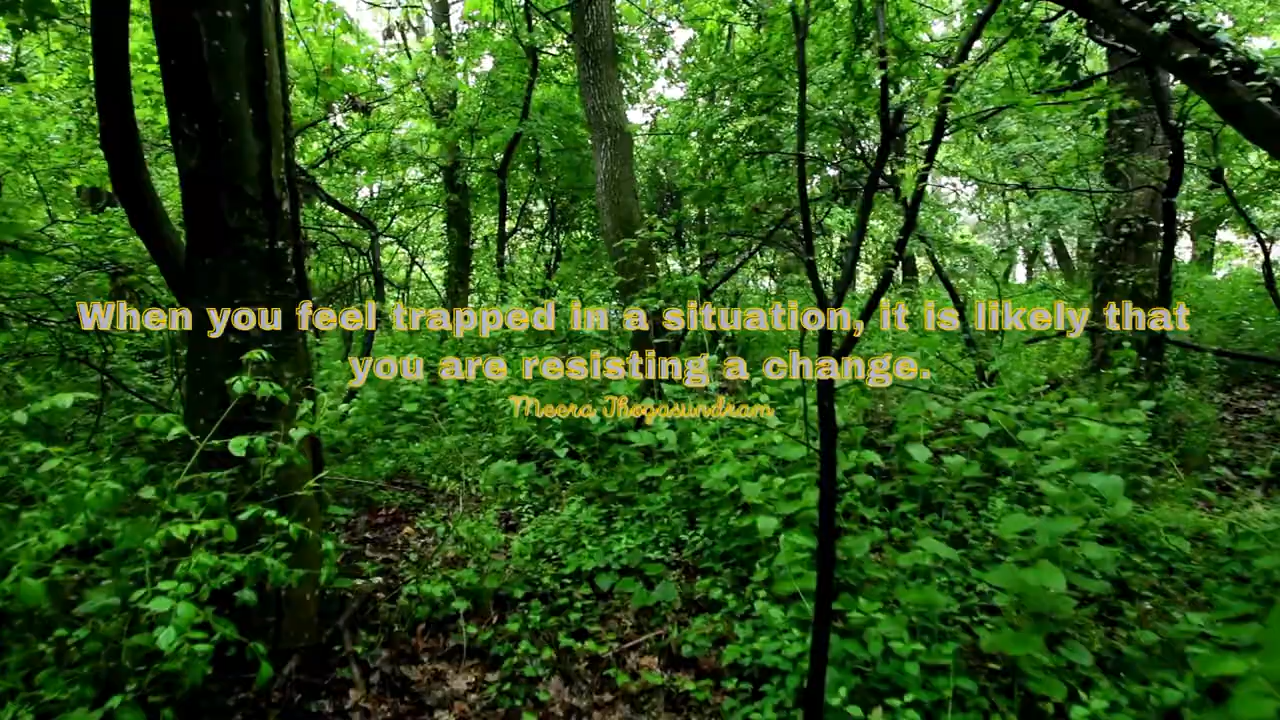 When you feel trapped in a situation, it is likely that
you are resisting a change.
Meera Thogasundram